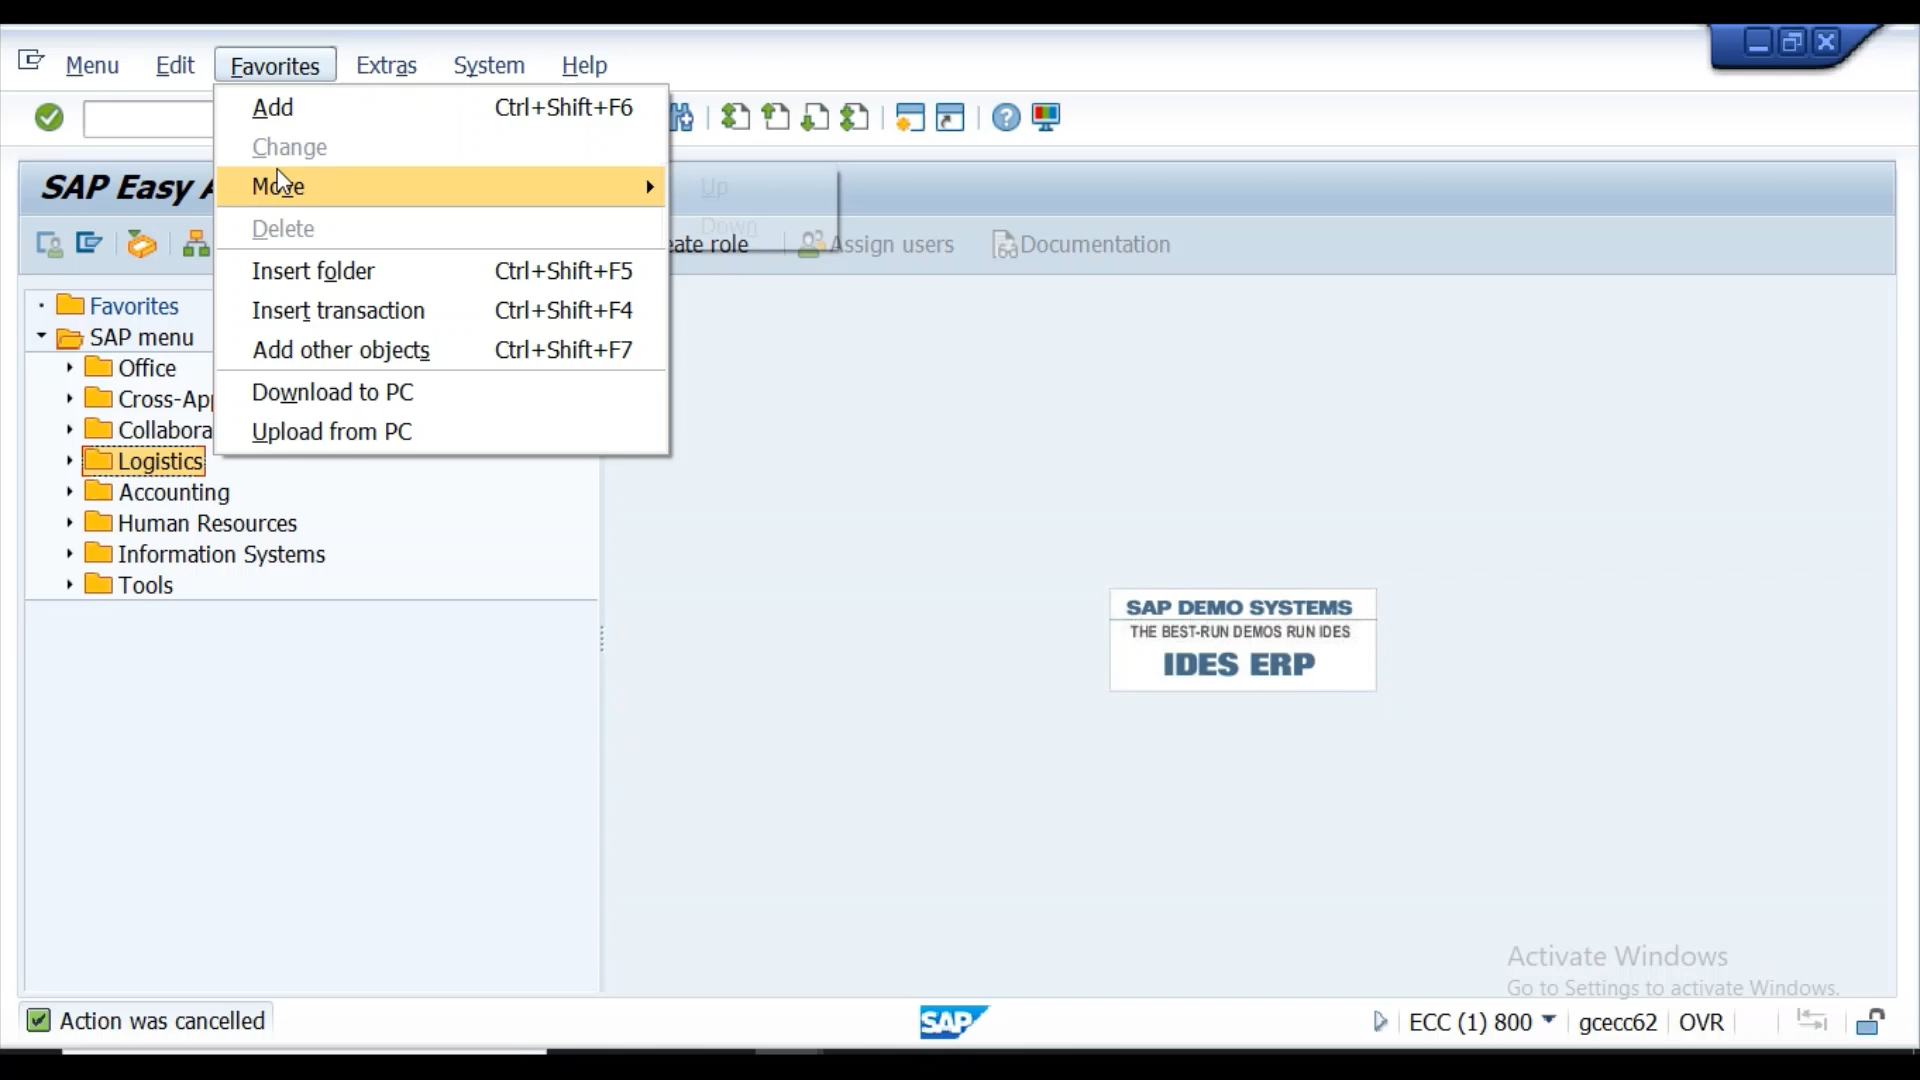 Menu Edit Favorites Extras System Help
Add Ctrl+Shift+F6
Change
SAP Easy A
Move
Up
Delete
Down
eate role Assign users Documentation
Insert folder Ctrl+Shift+F5
Favorites
Insert transaction Ctrl+Shift+F4
SAP menu
Add other objects Ctrl+Shift+F7
Office
Download to PC
Cross-App
Upload from PC
Collabora
Logistics
Accounting
Human Resources
Information Systems
Tools
SAP DEMO SYSTEMS
THE BEST-RUN DEMOS RUN IDES
IDES ERP
Activate Windows
Go to Settings to activate Windows.
Action was cancelled SAP ECC (1) 800 gcecc62 OVR